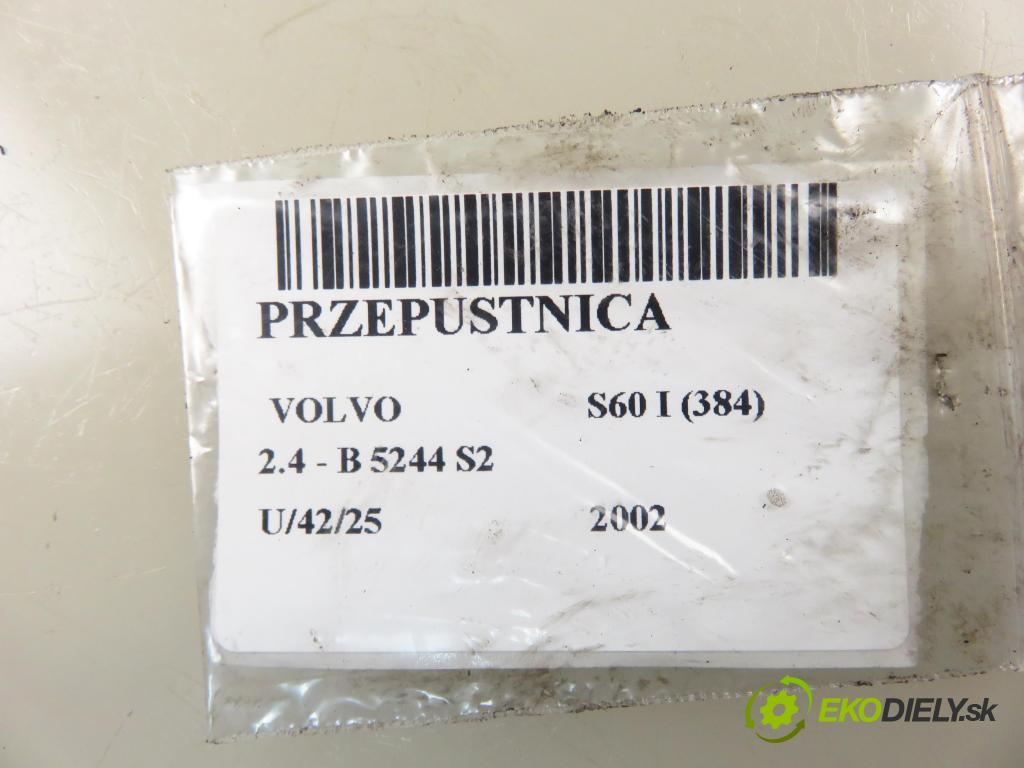 PRZEPUSTNICA
VOLVO S60 I (384)
2.4 - B 5244 S2
U/42/25 2002
EKODIELY.sk